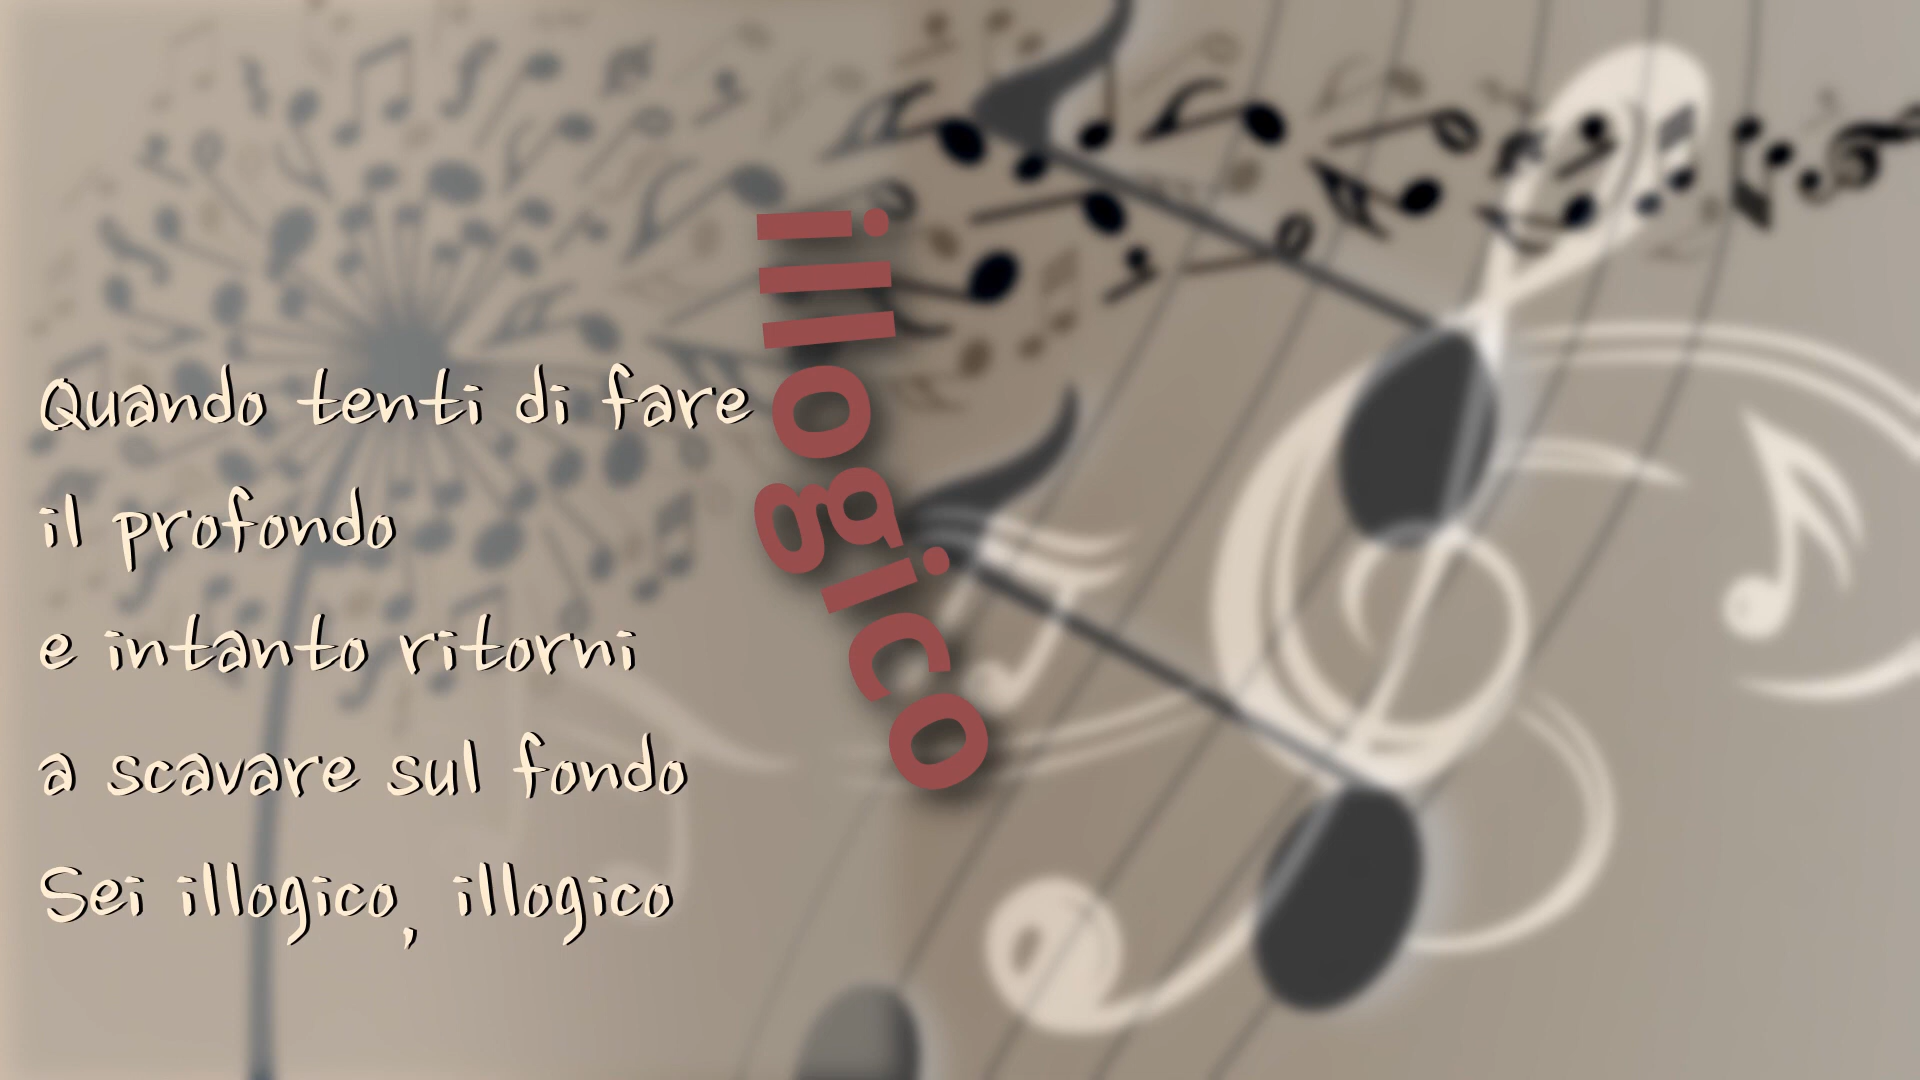 illogico
Quando tenti di fare
il profondo
e intanto ritorni
a scavare sul fondo
Sei illogico, illogico